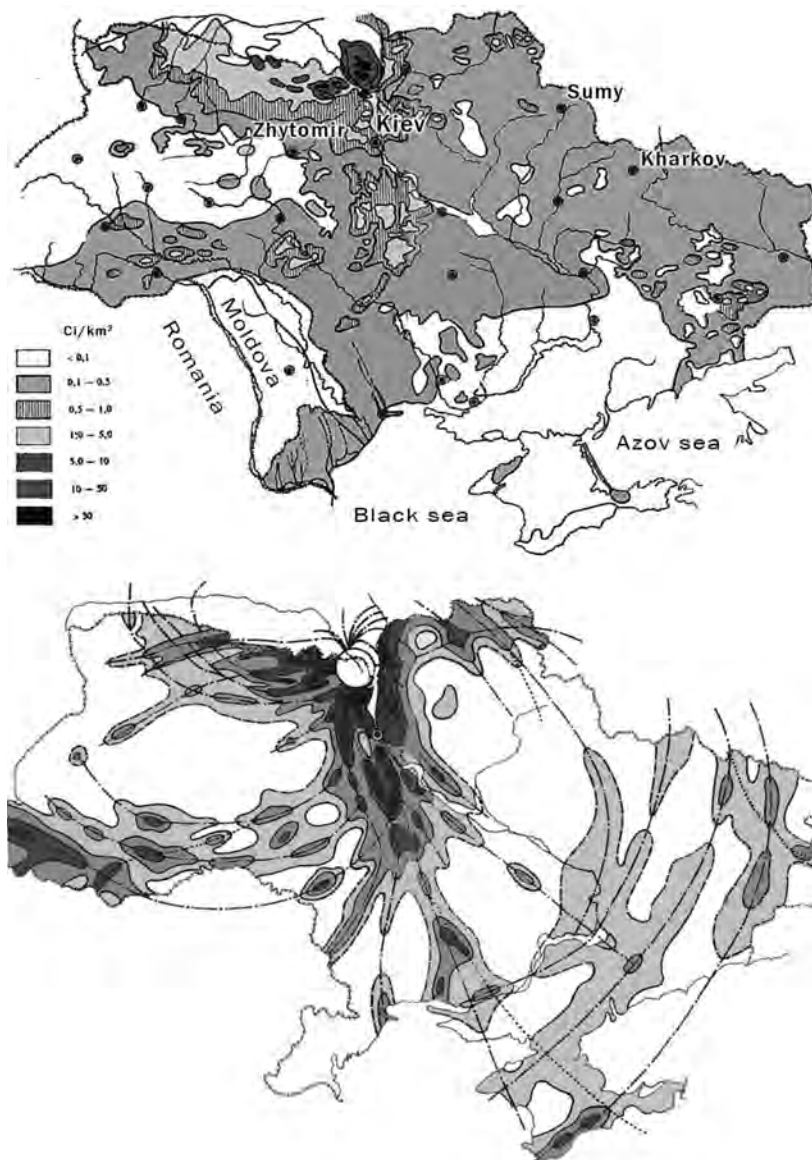 Sumy
Zhytomir
Kiev
Kharkov
Ci/km²
< 0,1
0,1 – 0,5
0,5 – 1,0
1,0 – 5,0
5,0 – 10
10 – 50
> 50
Romania
Moldova
Azov sea
Black sea